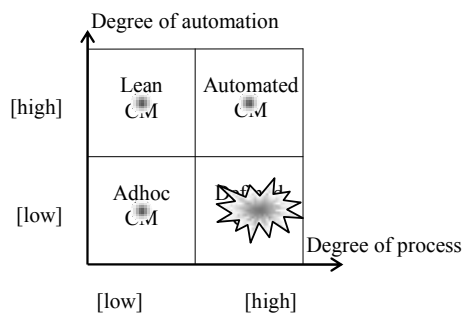 Degree of automation
Lean Automated
CM CM
[high]
Adhoc
CM
[low]
Degree of process
[low] [high]